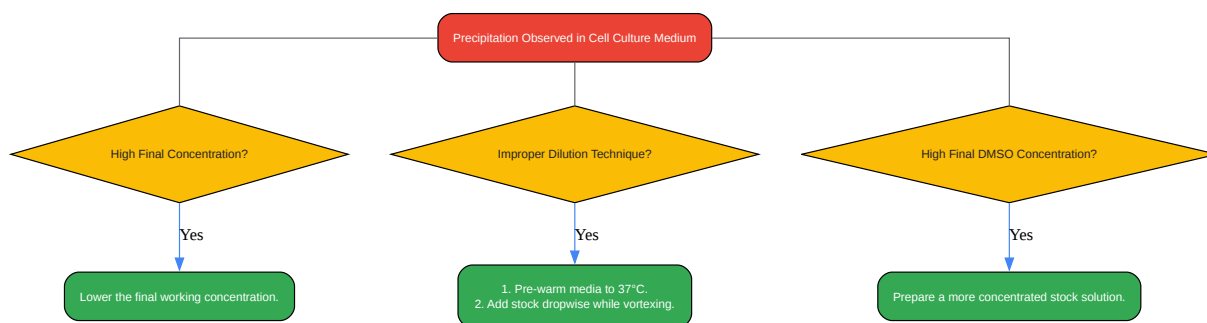 Precipitation Observed in Cell Culture Medium
High Final Concentration?
Improper Dilution Technique?
High Final DMSO Concentration?
Yes
Yes
Yes
Lower the final working concentration.
1. Pre-warm media to 37°C.
2. Add stock dropwise while vortexing.
Prepare a more concentrated stock solution.